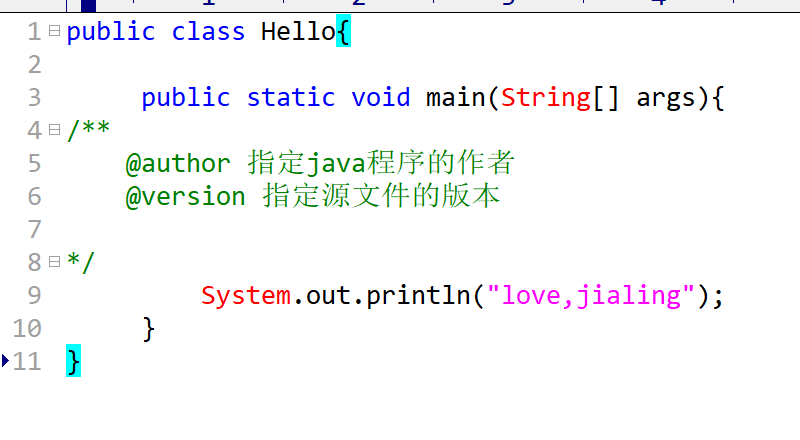 1 public class Hello{
2
3 public static void main(String[] args){
4 /**
5 @author 指定java程序的作者
6 @version 指定源文件的版本
7
8 */
9 System.out.println("love,jialing");
10 }
11 }